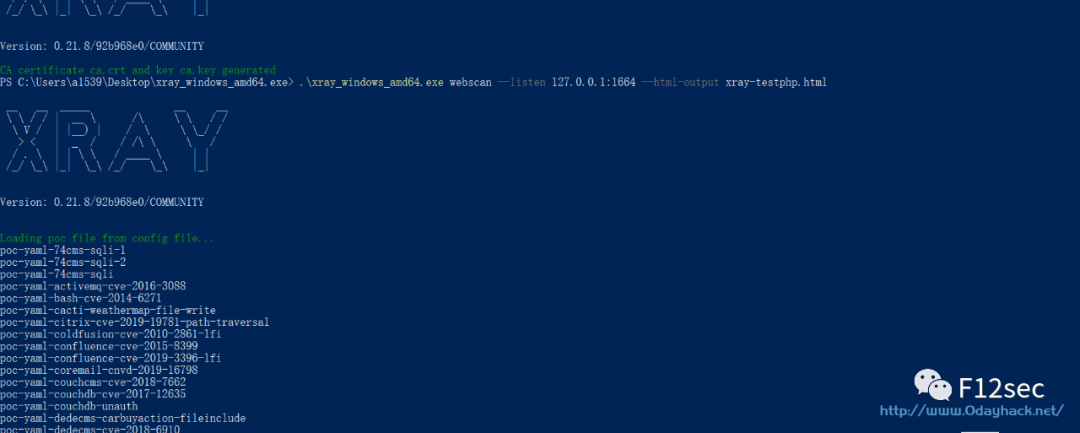 Version: 0.21.8/92b968e0/COMMUNITY
CA certificate ca.crt and key ca.key generated
PS C:\Users\a1539\Desktop\xray_windows_amd64.exe> .\xray_windows_amd64.exe webscan --listen 127.0.0.1:1664 --html-output xray-testphp.html
XRAY
Version: 0.21.8/92b968e0/COMMUNITY
Loading poc file from config file...
poc-yaml-74cms-sqli-1
poc-yaml-74cms-sqli-2
poc-yaml-74cms-sqli
poc-yaml-activemq-cve-2016-3088
poc-yaml-bash-cve-2014-6271
poc-yaml-cacti-weathermap-file-write
poc-yaml-citrix-cve-2019-19781-path-traversal
poc-yaml-coldfusion-cve-2010-2861-lfi
poc-yaml-confluence-cve-2015-8399
poc-yaml-confluence-cve-2019-3396-lfi
poc-yaml-coremail-cnvd-2019-16798
poc-yaml-couchcms-cve-2018-7662
poc-yaml-couchdb-cve-2017-12635
poc-yaml-couchdb-unauth
poc-yaml-dedecms-carbuyaction-fileinclude
poc-yaml-dedecms-cve-2018-6910
F12sec
http://www.0dayhack.net/